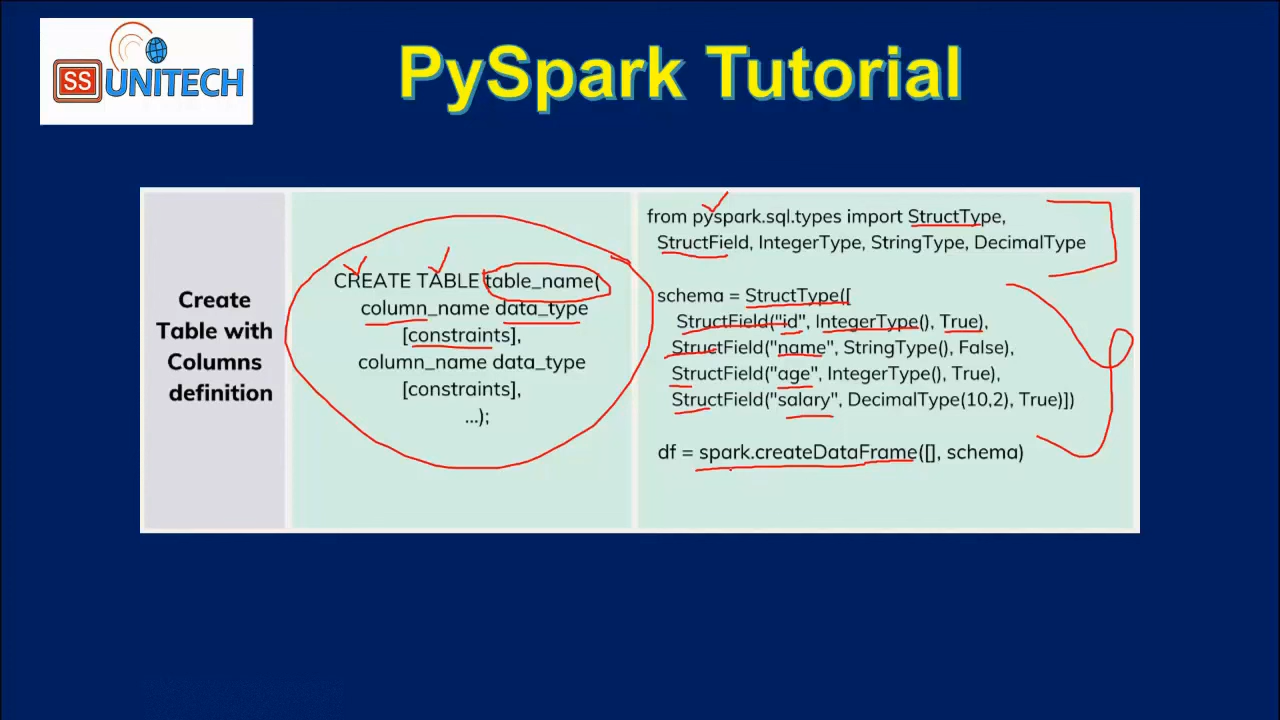 SS UNITECH
PySpark Tutorial
Create
Table with
Columns
definition
CREATE TABLE table_name(
column_name data_type
[constraints],
column_name data_type
[constraints],
...);
from pyspark.sql.types import StructType,
StructField, IntegerType, StringType, DecimalType
schema = StructType([
StructField("id", IntegerType(), True),
StructField("name", StringType(), False),
StructField("age", IntegerType(), True),
StructField("salary", DecimalType(10,2), True)])
df = spark.createDataFrame([], schema)